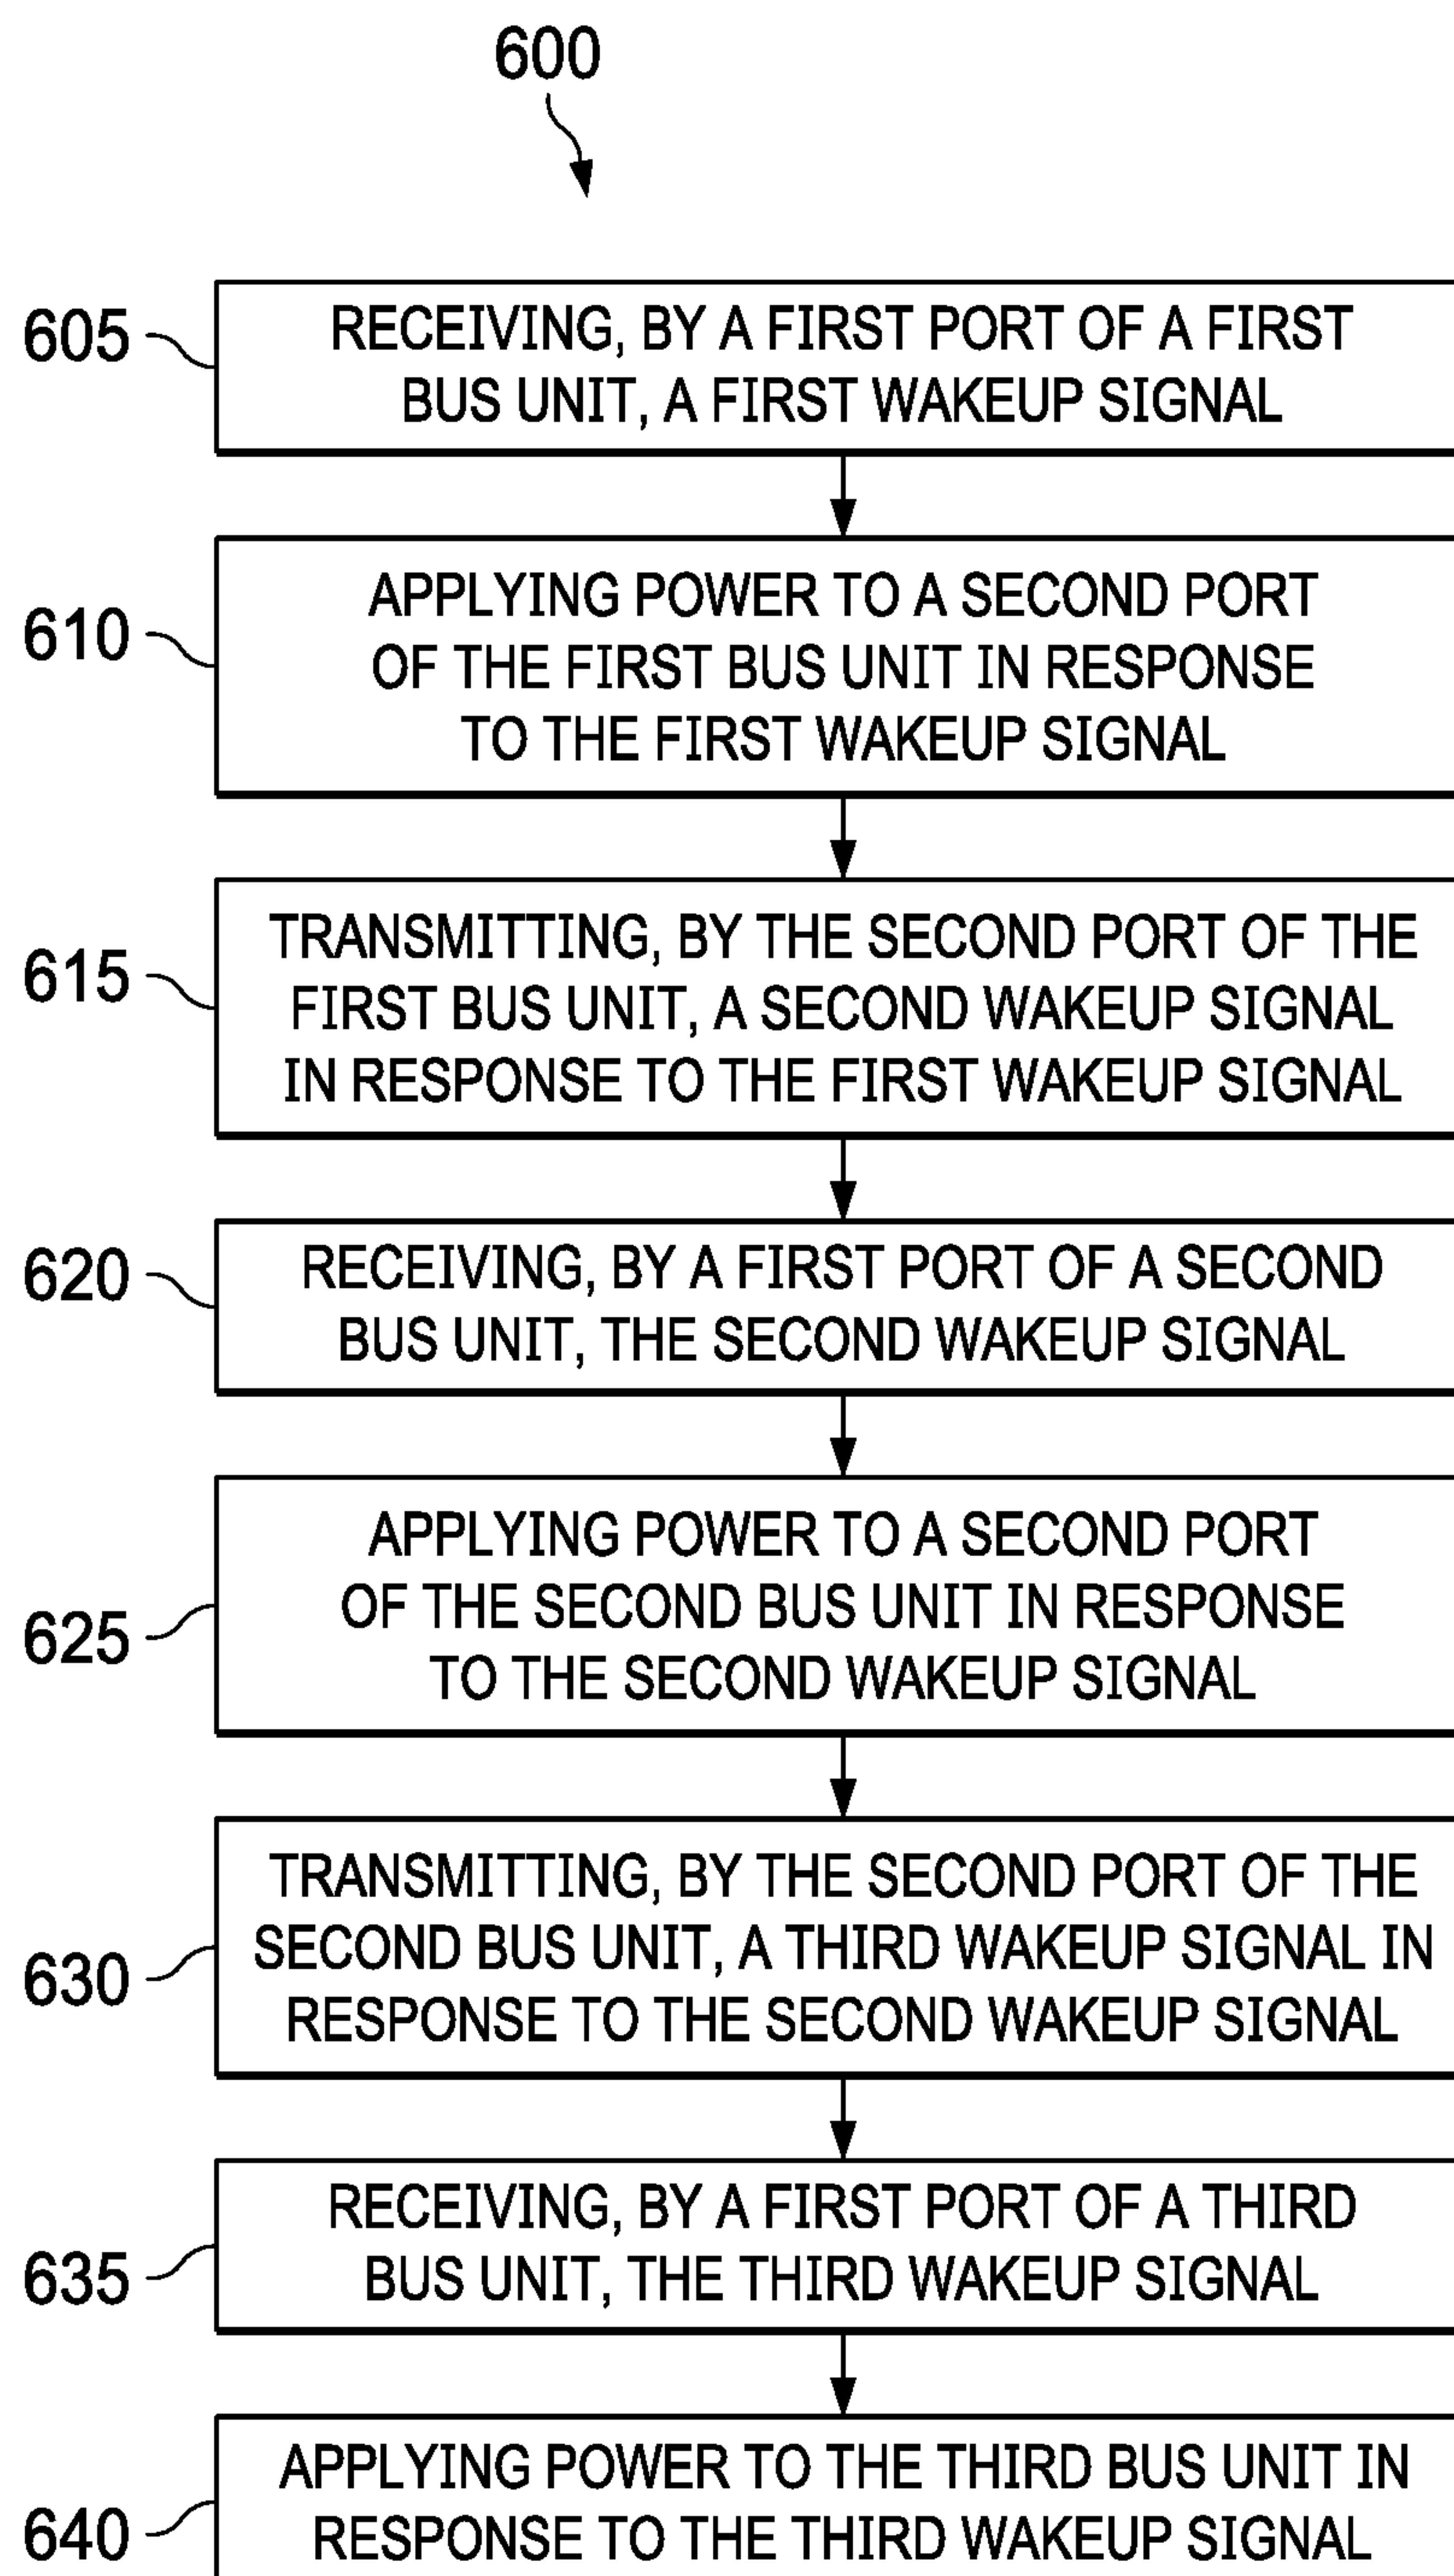 600
605
RECEIVING, BY A FIRST PORT OF A FIRST
BUS UNIT, A FIRST WAKEUP SIGNAL
610
APPLYING POWER TO A SECOND PORT
OF THE FIRST BUS UNIT IN RESPONSE
TO THE FIRST WAKEUP SIGNAL
615
TRANSMITTING, BY THE SECOND PORT OF THE
FIRST BUS UNIT, A SECOND WAKEUP SIGNAL
IN RESPONSE TO THE FIRST WAKEUP SIGNAL
620
RECEIVING, BY A FIRST PORT OF A SECOND
BUS UNIT, THE SECOND WAKEUP SIGNAL
625
APPLYING POWER TO A SECOND PORT
OF THE SECOND BUS UNIT IN RESPONSE
TO THE SECOND WAKEUP SIGNAL
630
TRANSMITTING, BY THE SECOND PORT OF THE
SECOND BUS UNIT, A THIRD WAKEUP SIGNAL IN
RESPONSE TO THE SECOND WAKEUP SIGNAL
635
RECEIVING, BY A FIRST PORT OF A THIRD
BUS UNIT, THE THIRD WAKEUP SIGNAL
640
APPLYING POWER TO THE THIRD BUS UNIT IN
RESPONSE TO THE THIRD WAKEUP SIGNAL